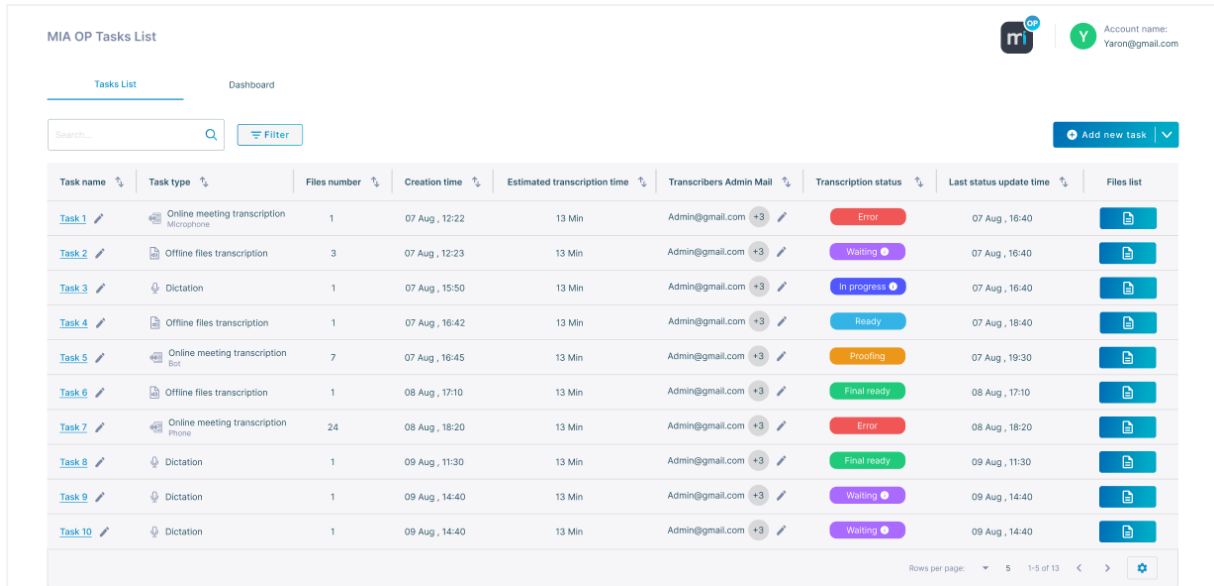 MIA OP Tasks List
mi OP
Y
Account name:
Yaron@gmail.com
Tasks List Dashboard
Search...
Filter
Add new task
Task name Task type Files number Creation time Estimated transcription time Transcribers Admin Mail Transcription status Last status update time Files list
Task 1 Online meeting transcription 1 07 Aug , 12:22 13 Min Admin@gmail.com +3 Error 07 Aug , 16:40
Microphone
Task 2 Offline files transcription 3 07 Aug , 12:23 13 Min Admin@gmail.com +3 Waiting 07 Aug , 16:40
Task 3 Dictation 1 07 Aug , 15:50 13 Min Admin@gmail.com +3 In progress 07 Aug , 16:40
Task 4 Offline files transcription 1 07 Aug , 16:42 13 Min Admin@gmail.com +3 Ready 07 Aug , 18:40
Task 5 Online meeting transcription 7 07 Aug , 16:45 13 Min Admin@gmail.com +3 Proofing 07 Aug , 19:30
Bot
Task 6 Offline files transcription 1 08 Aug , 17:10 13 Min Admin@gmail.com +3 Final ready 08 Aug , 17:10
Task 7 Online meeting transcription 24 08 Aug , 18:20 13 Min Admin@gmail.com +3 Error 08 Aug , 18:20
Phone
Task 8 Dictation 1 09 Aug , 11:30 13 Min Admin@gmail.com +3 Final ready 09 Aug , 11:30
Task 9 Dictation 1 09 Aug , 14:40 13 Min Admin@gmail.com +3 Waiting 09 Aug , 14:40
Task 10 Dictation 1 09 Aug , 14:40 13 Min Admin@gmail.com +3 Waiting 09 Aug , 14:40
Rows per page: 5 1-5 of 13